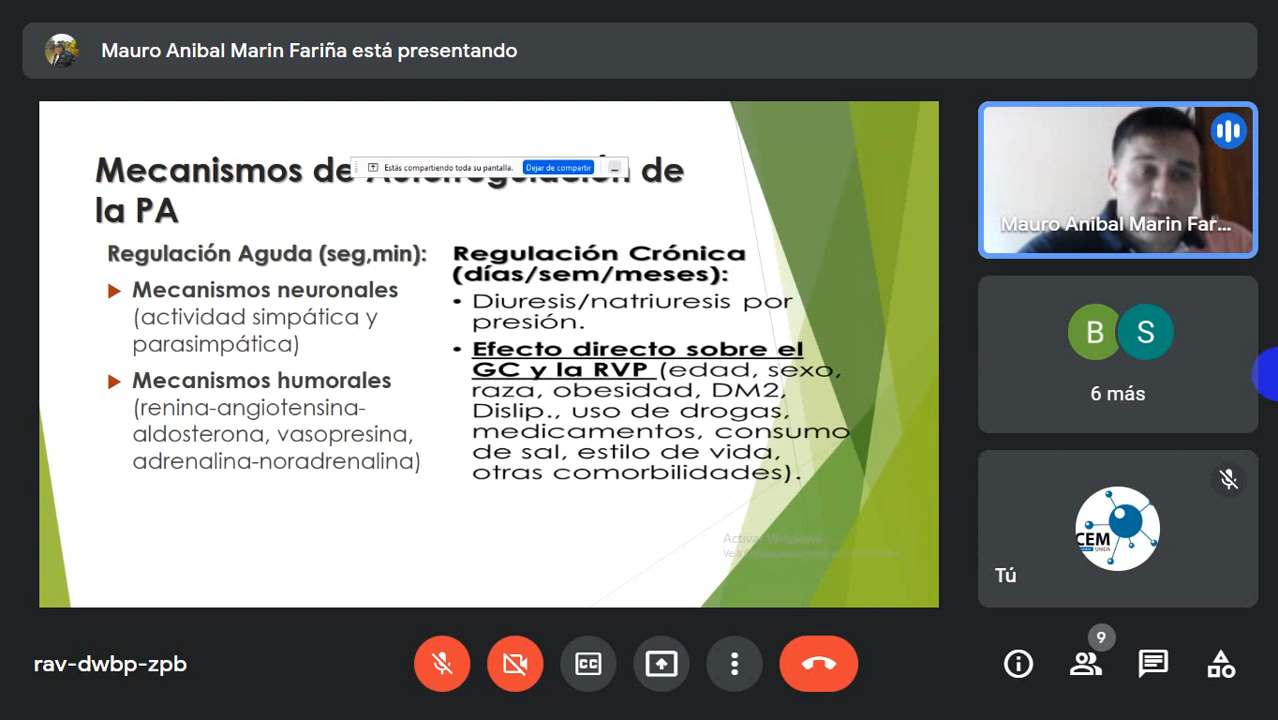 Mauro Anibal Marin Fariña está presentando
Mecanismos de Autorregulación de
la PA
Estás compartiendo toda su pantalla.
Dejar de compartir
Regulación Aguda (seg,min):
Mecanismos neuronales
(actividad simpática y
parasimpática)
Mecanismos humorales
(renina-angiotensina-
aldosterona, vasopresina,
adrenalina-noradrenalina)
Regulación Crónica
(días/sem/meses):
• Diuresis/natriuresis por
presión.
• Efecto directo sobre el
GC y la RVP (edad, sexo,
raza, obesidad, DM2,
Dislip., uso de drogas,
medicamentos, consumo
de sal, estilo de vida,
otras comorbilidades).
Activar Windows
Mauro Anibal Marin Far...
B
S
6 más
CEM
Tú
rav-dwbp-zpb
CC
9